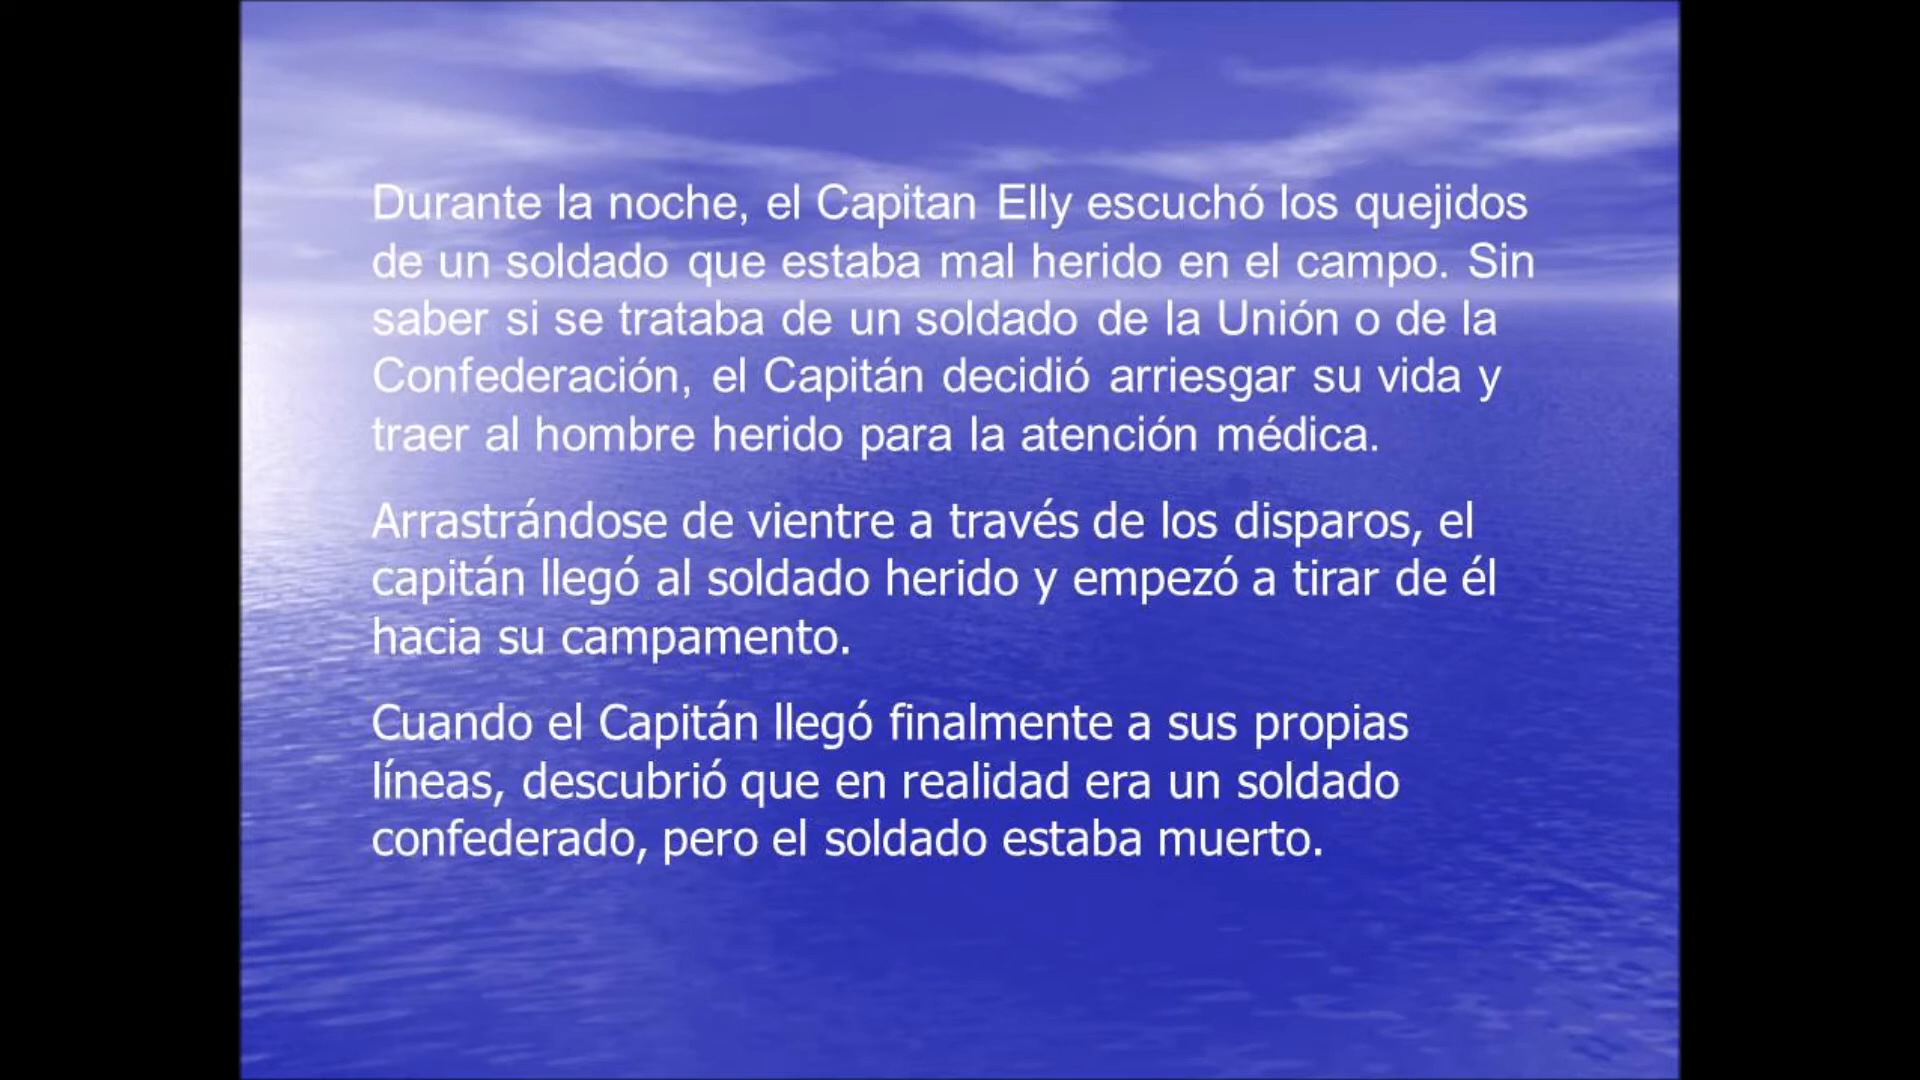 Durante la noche, el Capitan Elly escuchó los quejidos
de un soldado que estaba mal herido en el campo. Sin
saber si se trataba de un soldado de la Unión o de la
Confederación, el Capitán decidió arriesgar su vida y
traer al hombre herido para la atención médica.
Arrastrándose de vientre a través de los disparos, el
capitán llegó al soldado herido y empezó a tirar de él
hacia su campamento.
Cuando el Capitán llegó finalmente a sus propias
líneas, descubrió que en realidad era un soldado
confederado, pero el soldado estaba muerto.